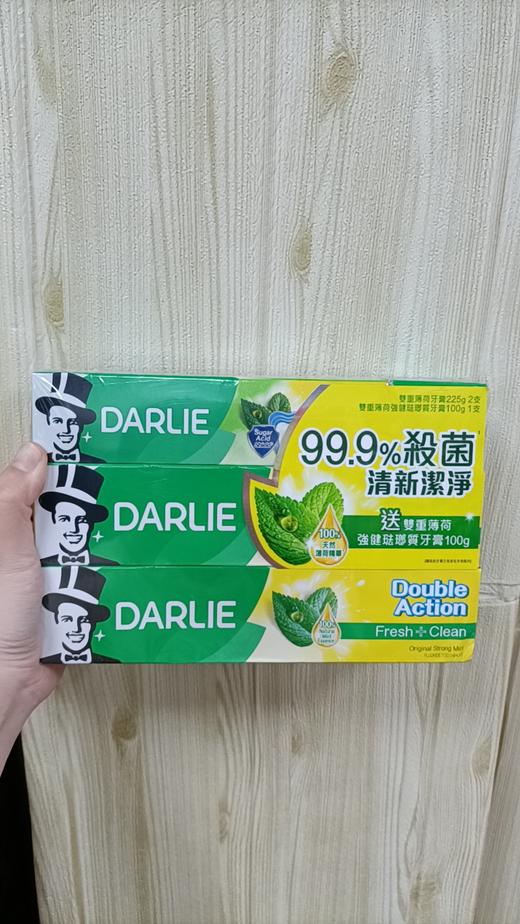 雙重薄荷牙膏225g 2支
雙重薄荷強健琺瑯質牙膏100g 1支
DARLIE
Sugar
Acid
99.9%殺菌
清新潔淨
DARLIE
100%
天然
薄荷精華
送 雙重薄荷
強健琺瑯質牙膏100g
DARLIE
100%
Natural
Mint
Essence
Double
Action
Fresh+Clean
Original Strong Mint